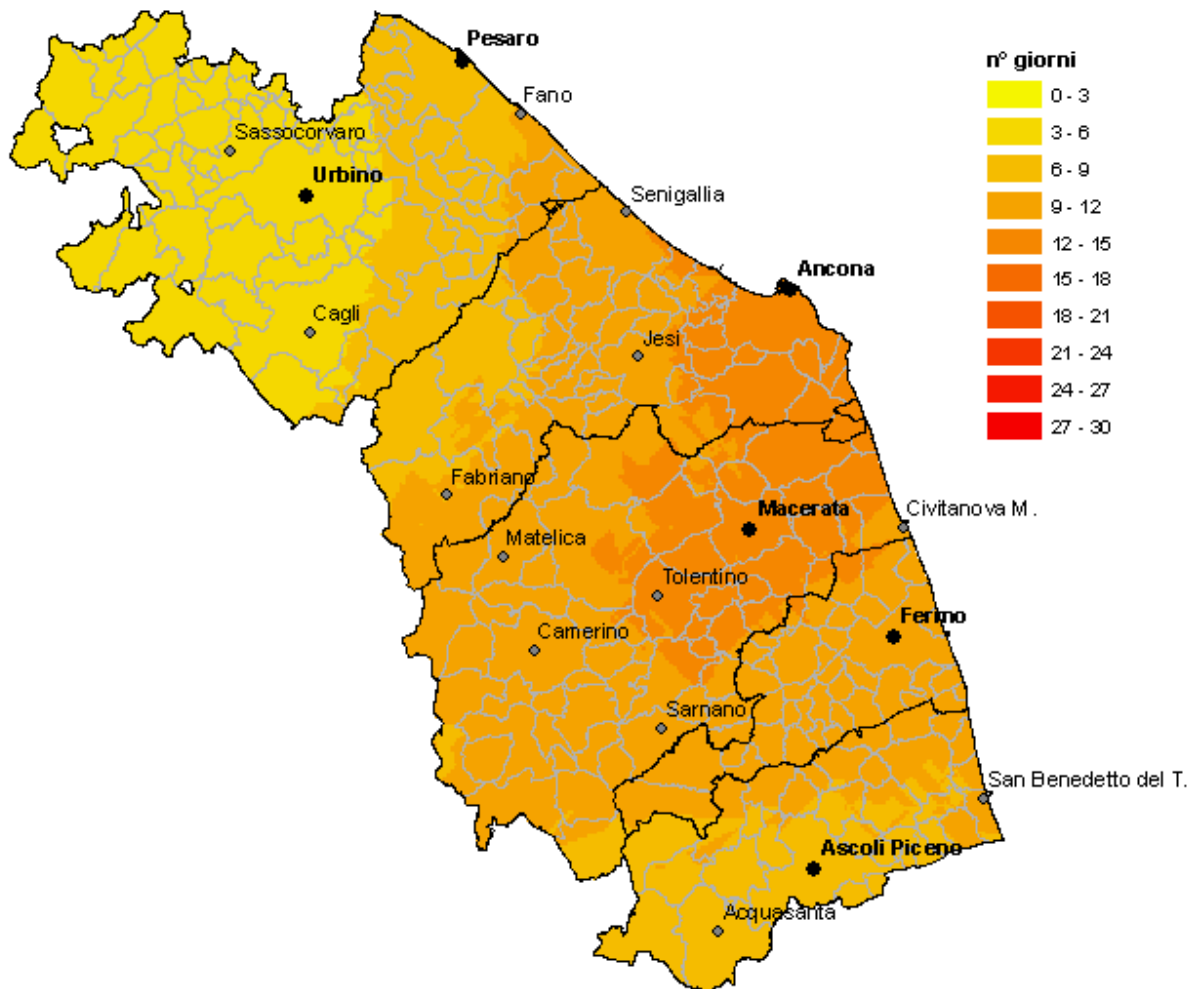 Pesaro
n° giorni
0 - 3
Fano
3 - 6
Sassocorvaro
6 - 9
Urbino
Senigallia
9 - 12
12 - 15
Ancona
15 - 18
18 - 21
Cagli
Jesi
21 - 24
24 - 27
27 - 30
Fabriano
Macerata
Civitanova M.
Matelica
Tolentino
Fermo
Camerino
Sarnano
San Benedetto del T.
Ascoli Piceno
Acquasanta